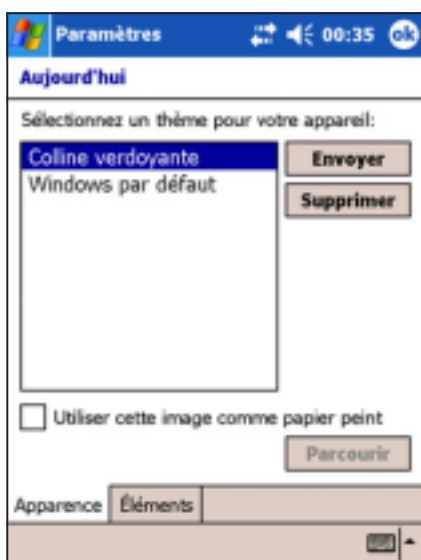 Paramètres 00:35 ok
Aujourd'hui
Sélectionnez un thème pour votre appareil:
Colline verdoyante
Windows par défaut
Envoyer
Supprimer
Utiliser cette image comme papier peint
Parcourir
Apparence Éléments